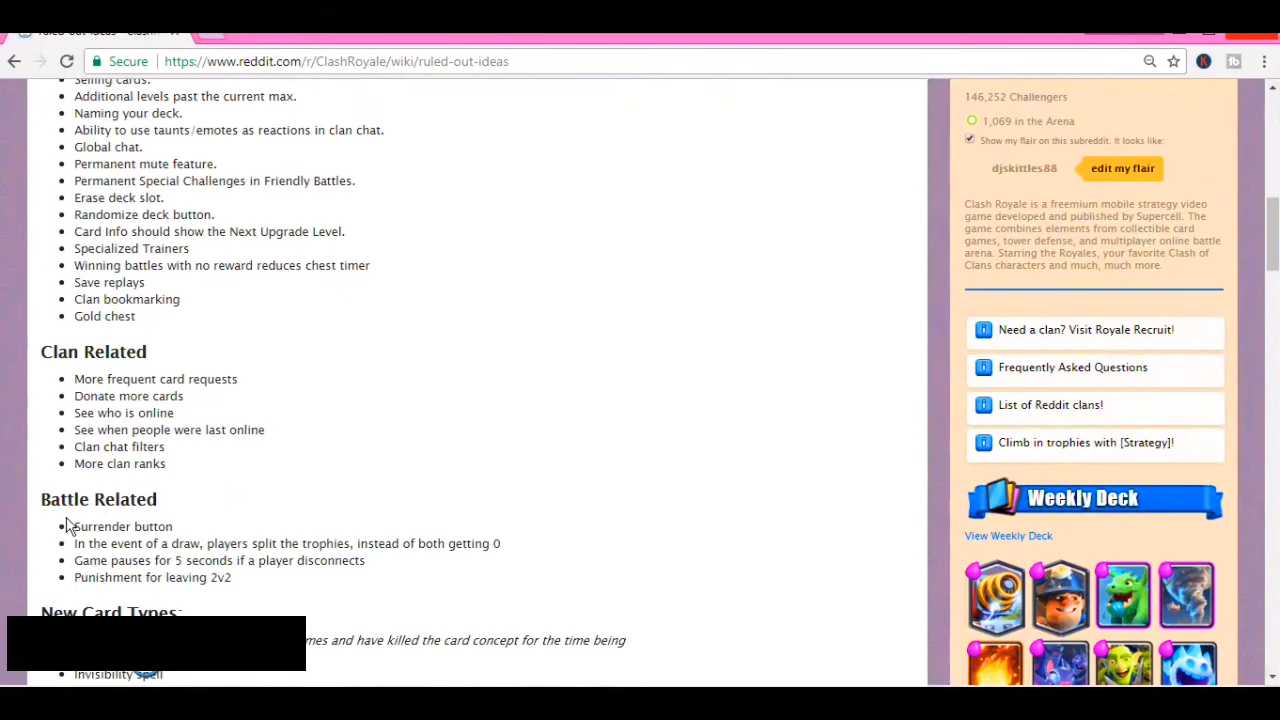 Secure https://www.reddit.com/r/ClashRoyale/wiki/ruled-out-ideas
Selling cards.
Additional levels past the current max.
Naming your deck.
Ability to use taunts/emotes as reactions in clan chat.
Global chat.
Permanent mute feature.
Permanent Special Challenges in Friendly Battles.
Erase deck slot.
Randomize deck button.
Card Info should show the Next Upgrade Level.
Specialized Trainers
Winning battles with no reward reduces chest timer
Save replays
Clan bookmarking
Gold chest
Clan Related
More frequent card requests
Donate more cards
See who is online
See when people were last online
Clan chat filters
More clan ranks
Battle Related
Surrender button
In the event of a draw, players split the trophies, instead of both getting 0
Game pauses for 5 seconds if a player disconnects
Punishment for leaving 2v2
New Card Types:
and have killed the card concept for the time being
Invisibility spell
146,252 Challengers
1,069 in the Arena
Show my flair on this subreddit. It looks like:
djskittles88 edit my flair
Clash Royale is a freemium mobile strategy video
game developed and published by Supercell. The
game combines elements from collectible card
games, tower defense, and multiplayer online battle
arena. Starring the Royales, your favorite Clash of
Clans characters and much, much more.
Need a clan? Visit Royale Recruit!
Frequently Asked Questions
List of Reddit clans!
Climb in trophies with [Strategy]!
Weekly Deck
View Weekly Deck